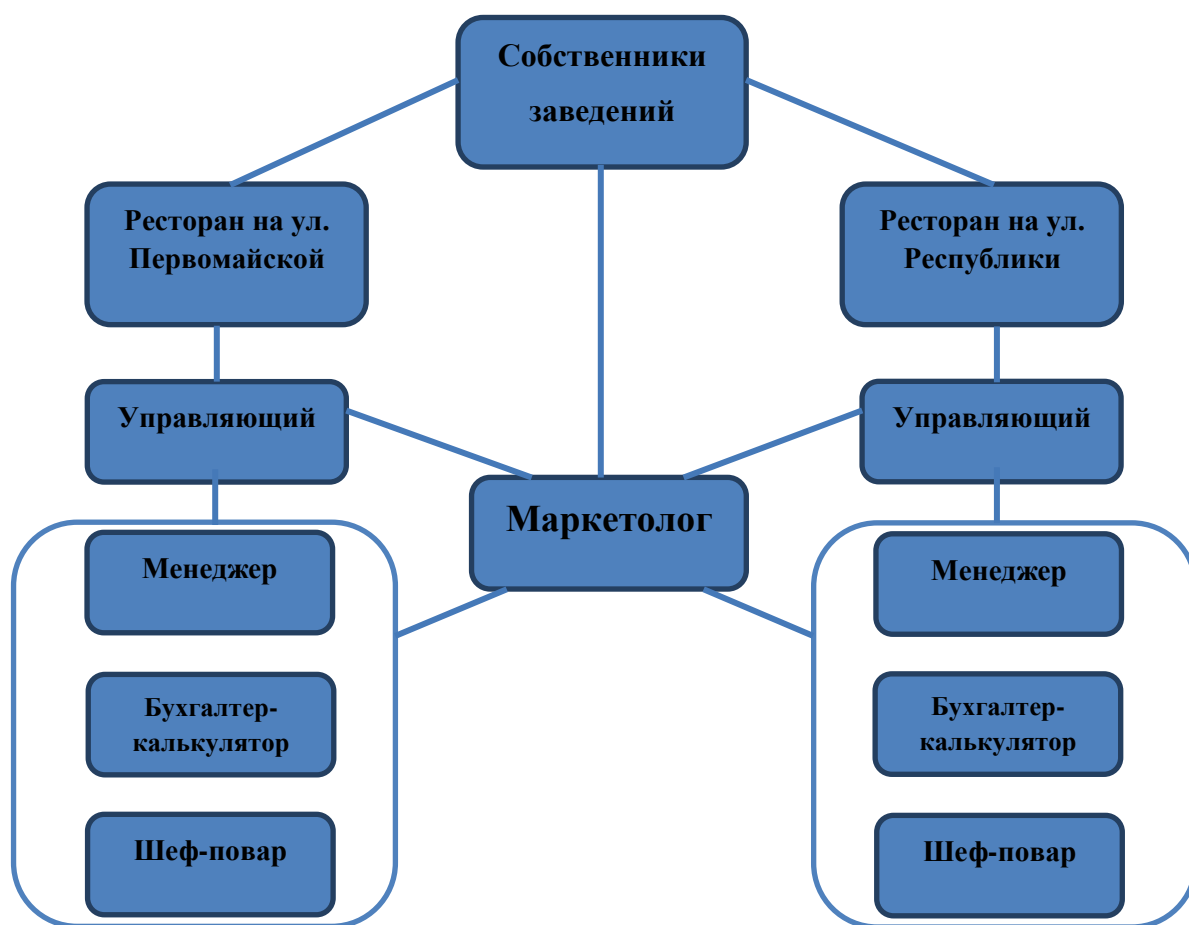 Собственники
заведений
Ресторан на ул.
Первомайской
Ресторан на ул.
Республики
Управляющий
Управляющий
Маркетолог
Менеджер
Бухгалтер-
калькулятор
Шеф-повар
Менеджер
Бухгалтер-
калькулятор
Шеф-повар